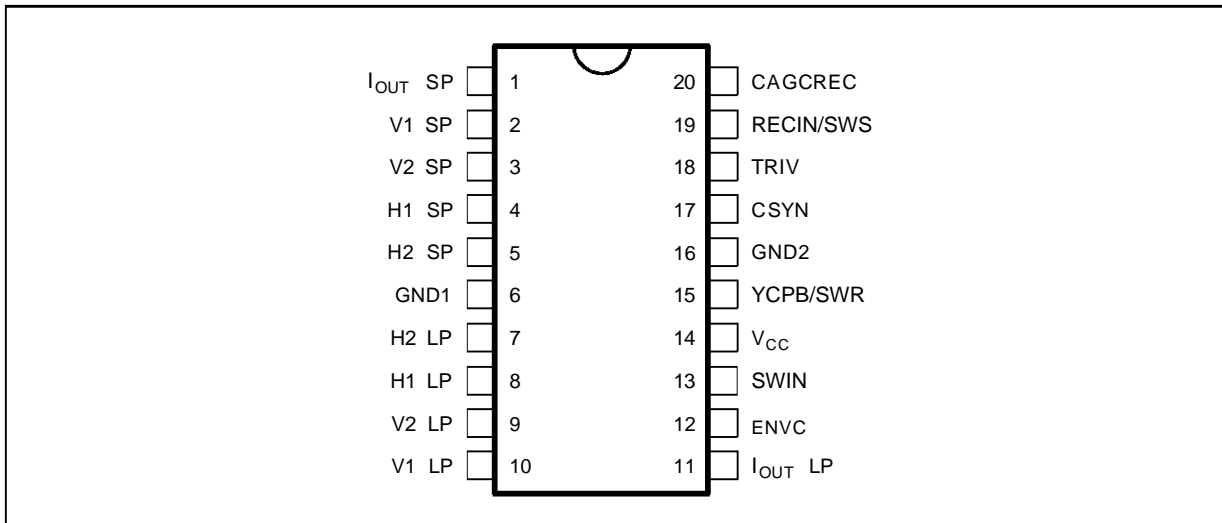 I_OUT SP 1 20 CAGCREC
V1 SP 2 19 RECIN/SWS
V2 SP 3 18 TRIV
H1 SP 4 17 CSYN
H2 SP 5 16 GND2
GND1 6 15 YCPB/SWR
H2 LP 7 14 V_CC
H1 LP 8 13 SWIN
V2 LP 9 12 ENVC
V1 LP 10 11 I_OUT LP